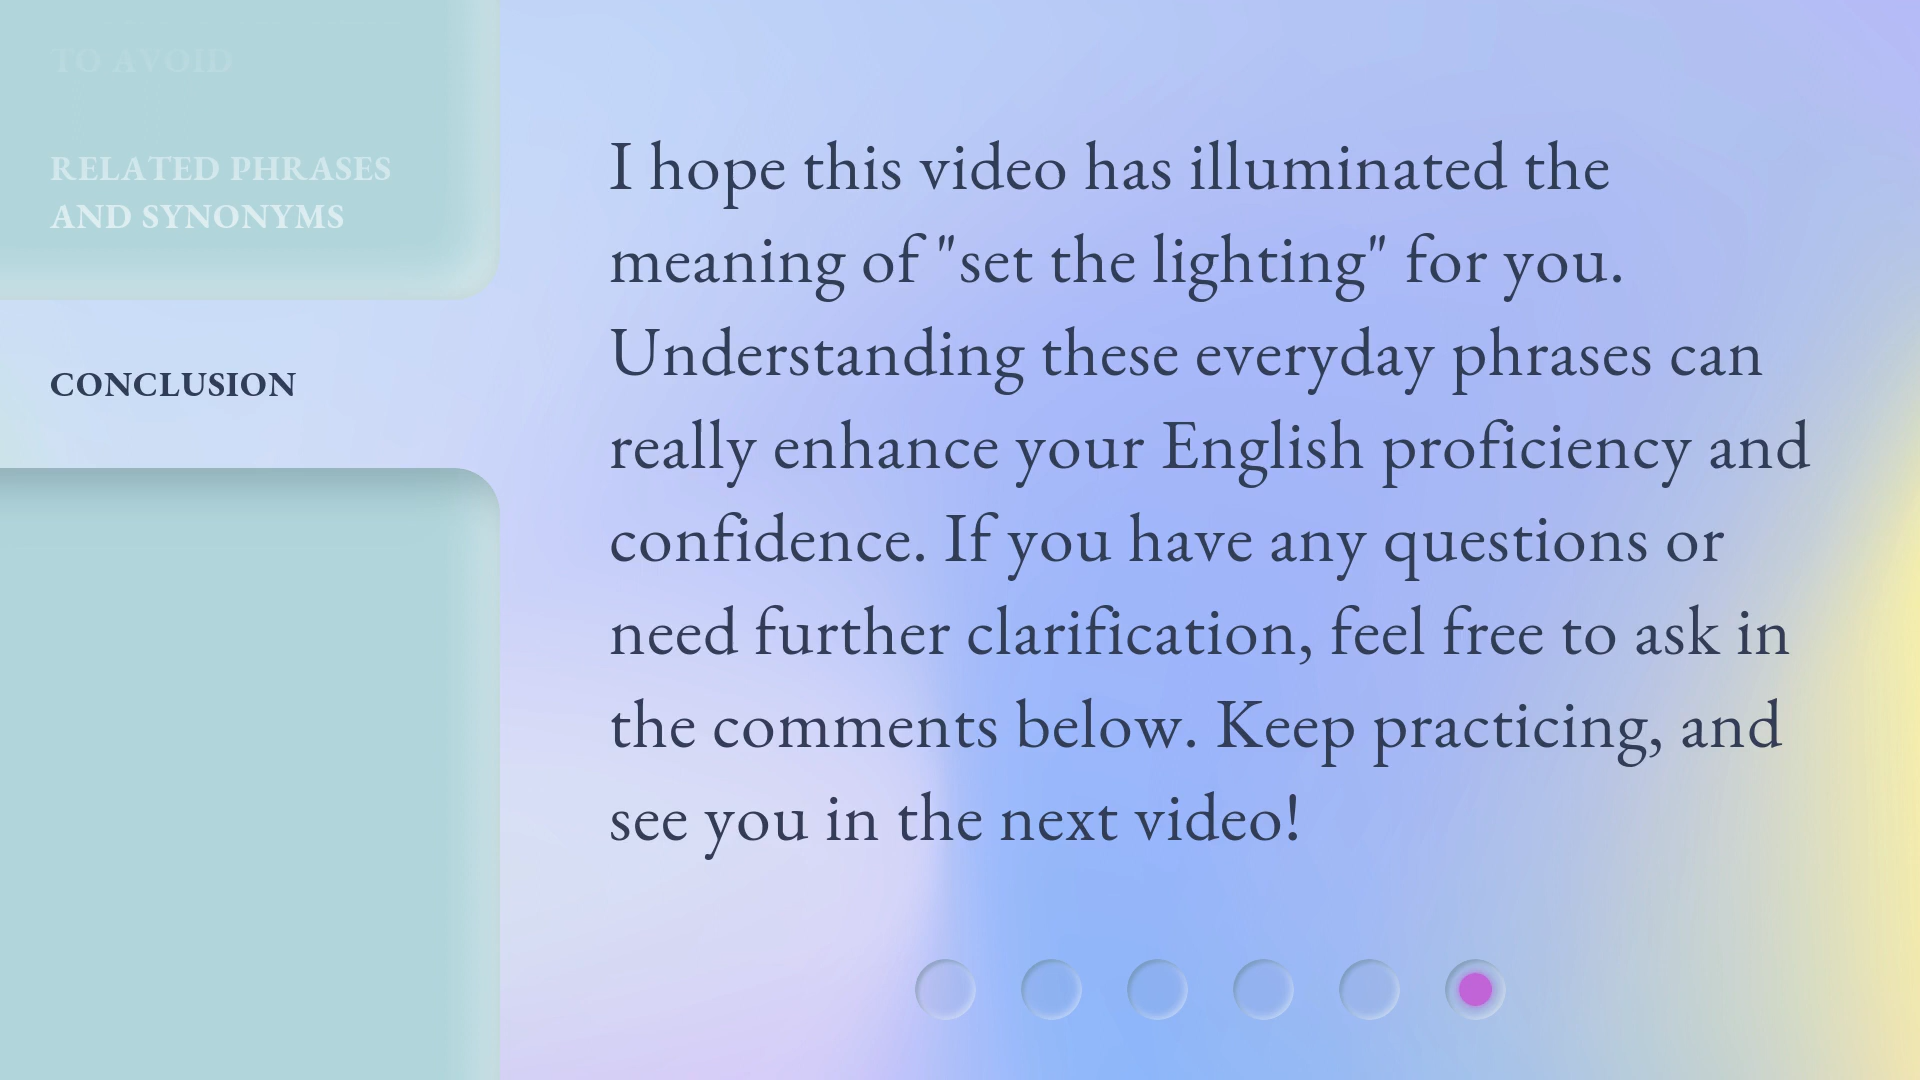 TO AVOID
RELATED PHRASES
AND SYNONYMS
CONCLUSION
I hope this video has illuminated the
meaning of "set the lighting" for you.
Understanding these everyday phrases can
really enhance your English proficiency and
confidence. If you have any questions or
need further clarification, feel free to ask in
the comments below. Keep practicing, and
see you in the next video!